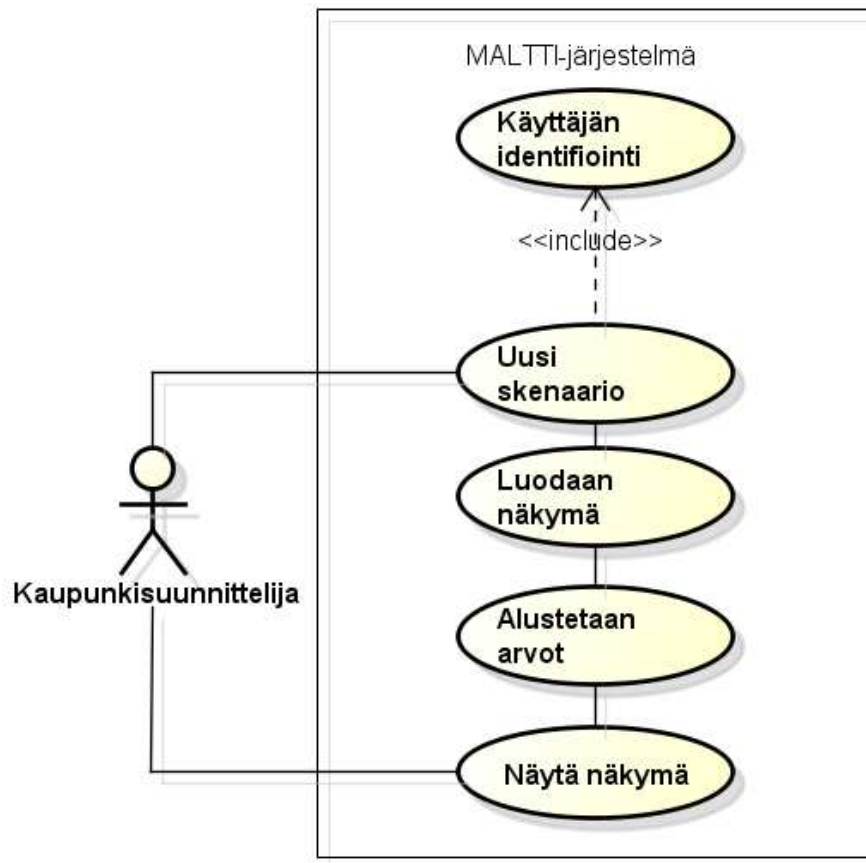 MALTTI-järjestelmä
Käyttäjän
identifiointi
<<include>>
Uusi
skenaario
Luodaan
näkymä
Kaupunkisuunnittelija
Alustetaan
arvot
Näytä näkymä